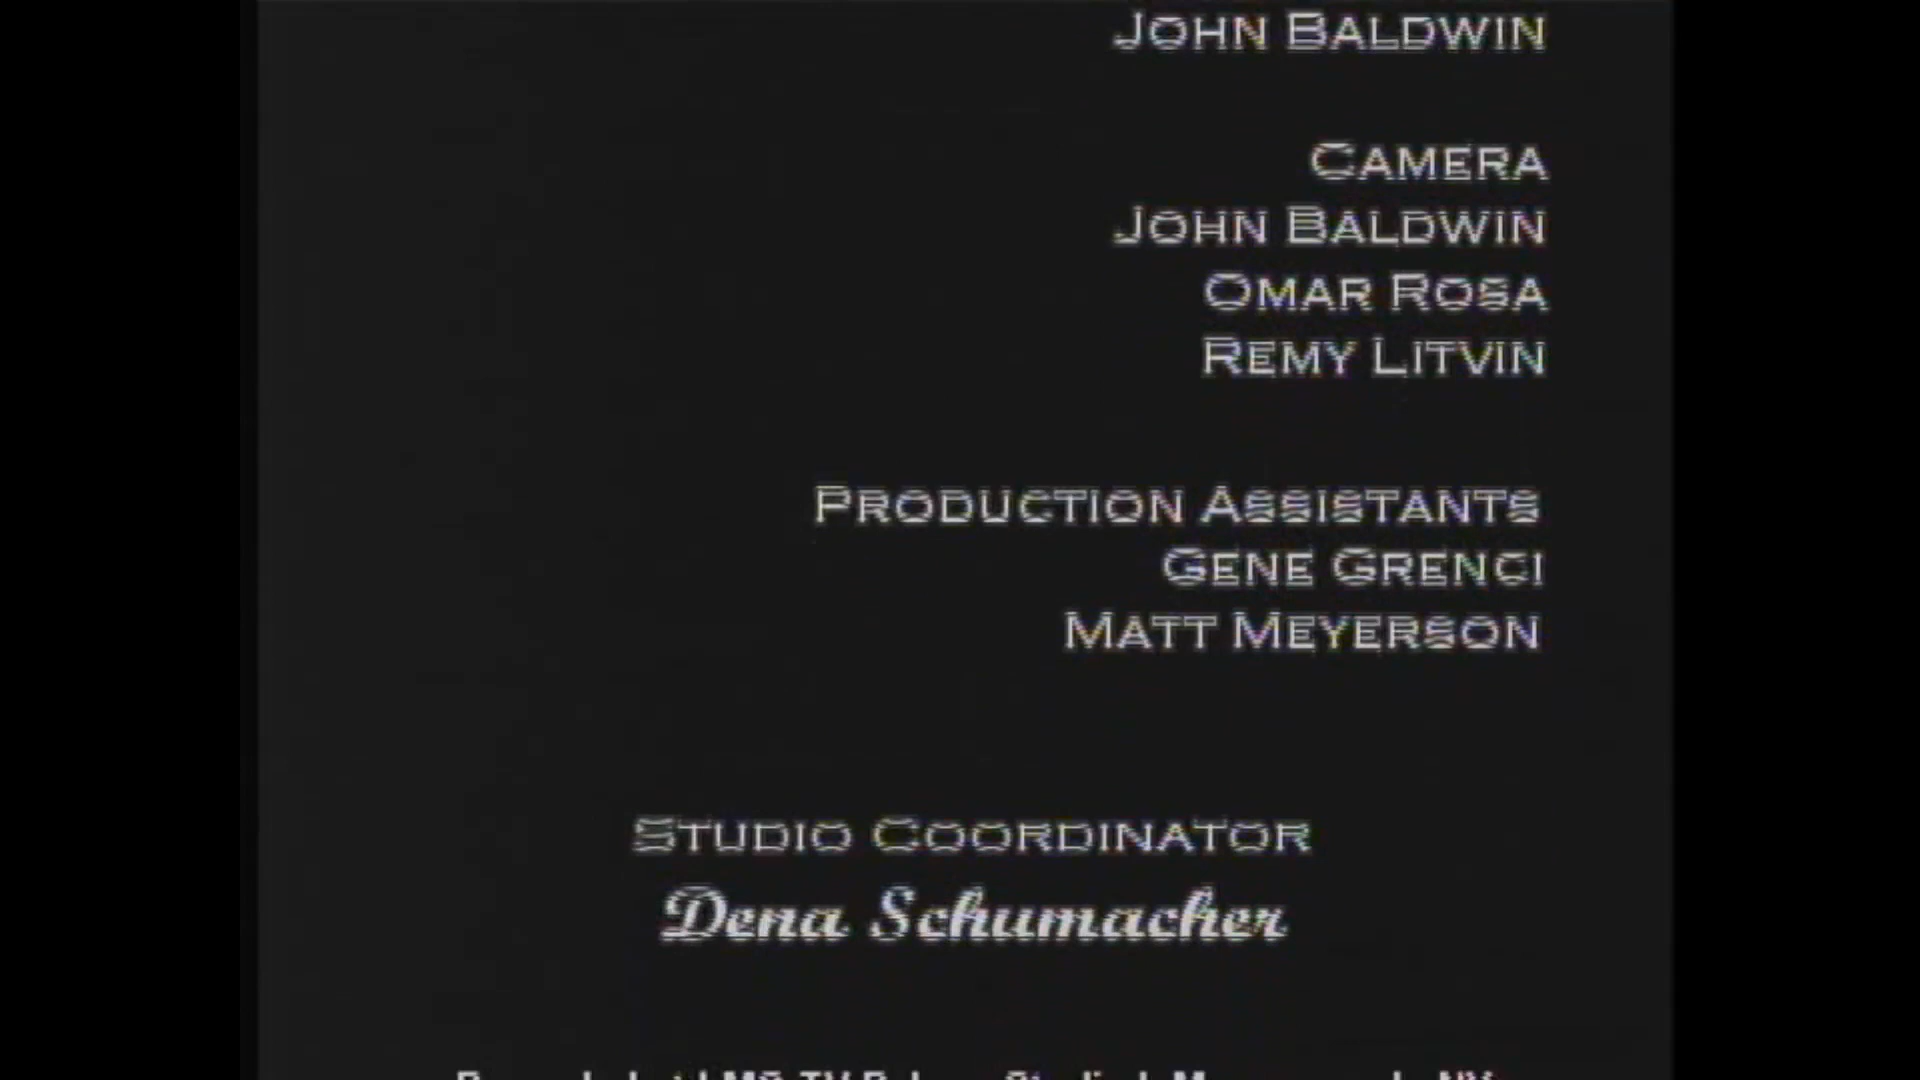 JOHN BALDWIN
CAMERA
JOHN BALDWIN
OMAR ROSA
REMY LITVIN
PRODUCTION ASSISTANTS
GENE GRENCI
MATT MEYERSON
STUDIO COORDINATOR
Dena Schumacher